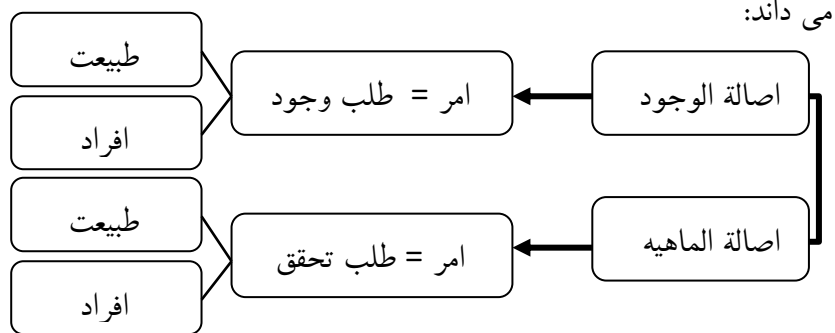 می داند:
اصالة الوجود
امر = طلب وجود
طبیعت
افراد
اصالة الماهیه
امر = طلب تحقق
طبیعت
افراد